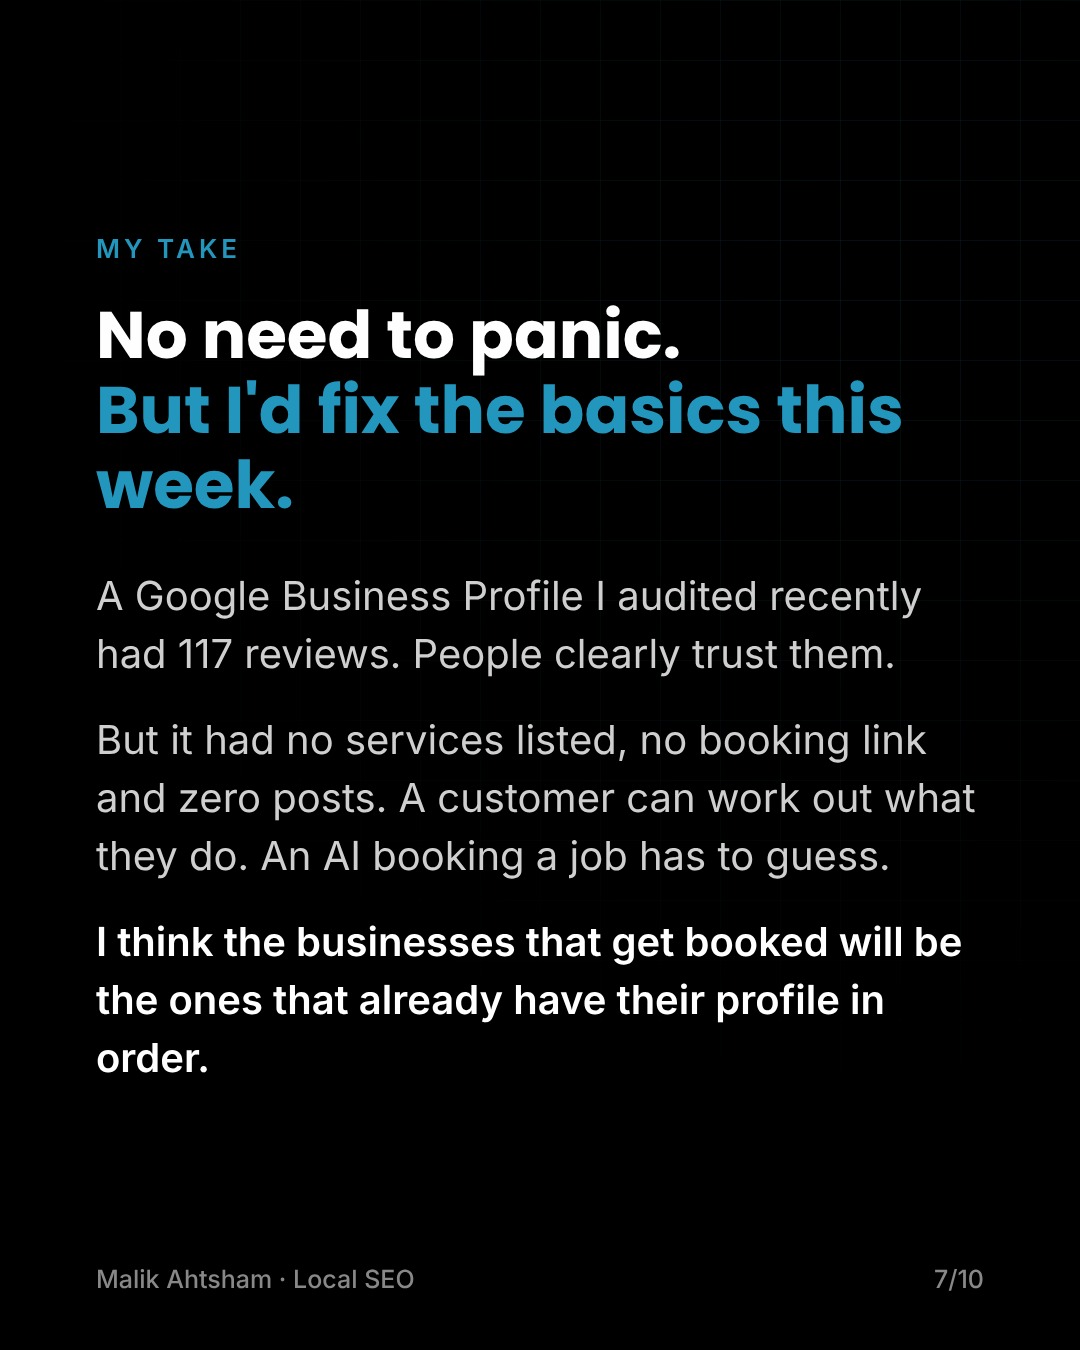 MY TAKE
No need to panic.
But I'd fix the basics this
week.
A Google Business Profile I audited recently
had 117 reviews. People clearly trust them.
But it had no services listed, no booking link
and zero posts. A customer can work out what
they do. An AI booking a job has to guess.
I think the businesses that get booked will be
the ones that already have their profile in
order.
Malik Ahtsham · Local SEO
7/10